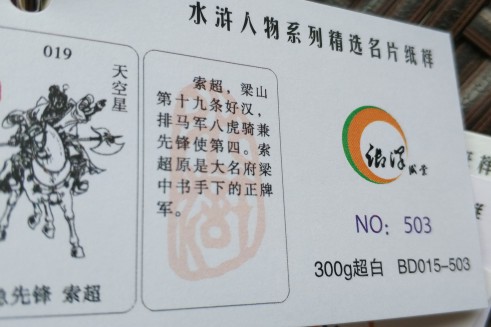 水浒人物系列精选名片纸样
019
天空星
急先锋 索超
索超，梁山
第十九条好汉，
排马军八虎骑兼
先锋使第四。索
超原是大名府梁
中书手下的正牌
军。
NO：503
300g超白 BD015-503